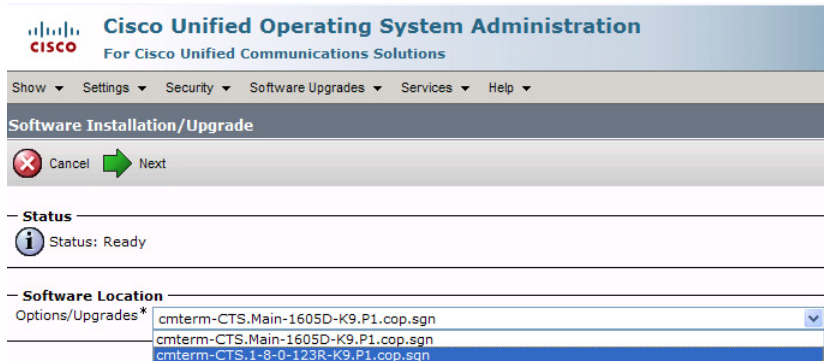 Cisco Unified Operating System Administration
CISCO
For Cisco Unified Communications Solutions
Show Settings Security Software Upgrades Services Help
Software Installation/Upgrade
Cancel Next
Status
Status: Ready
Software Location
Options/Upgrades* cmterm-CTS.Main-1605D-K9.P1.cop.sgn
cmterm-CTS.Main-1605D-K9.P1.cop.sgn
cmterm-CTS.1-8-0-123R-K9.P1.cop.sgn